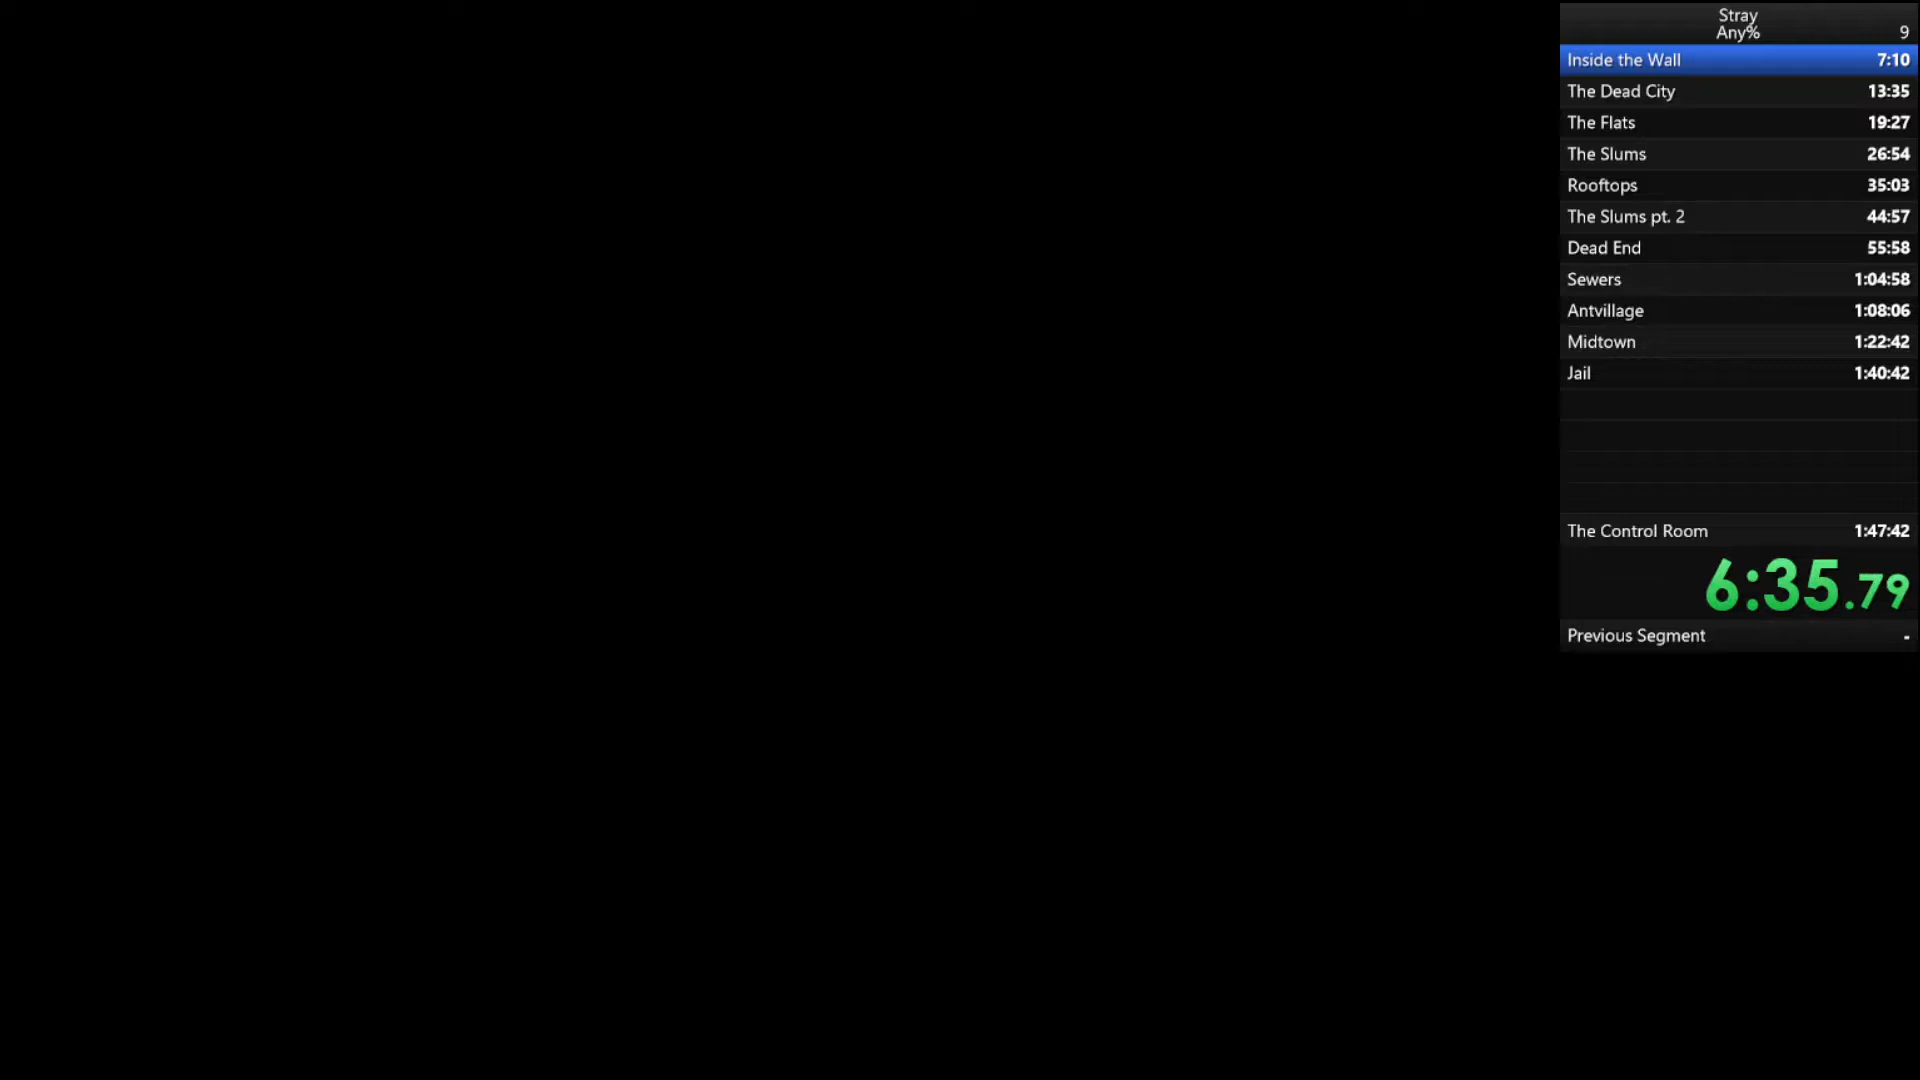 Stray
Any% 9
Inside the Wall 7:10
The Dead City 13:35
The Flats 19:27
The Slums 26:54
Rooftops 35:03
The Slums pt. 2 44:57
Dead End 55:58
Sewers 1:04:58
Antvillage 1:08:06
Midtown 1:22:42
Jail 1:40:42
The Control Room 1:47:42
6:35.79
Previous Segment -